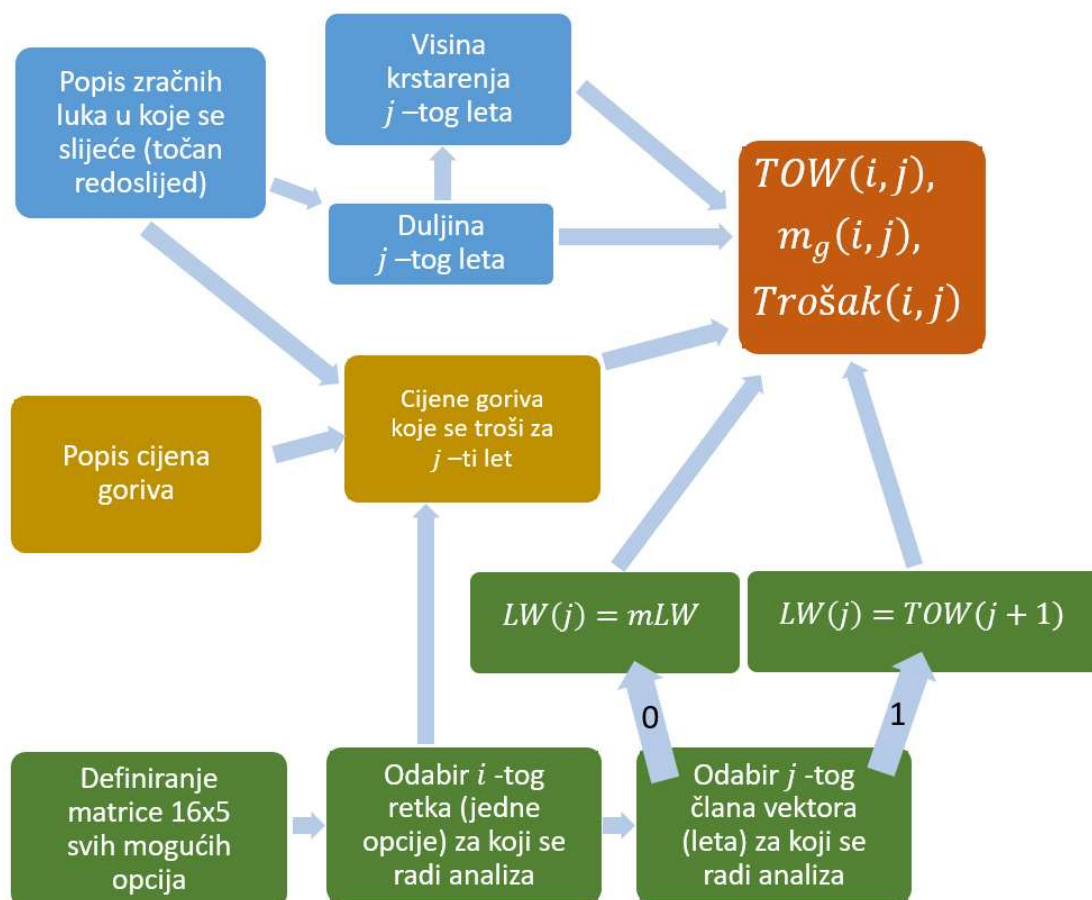 Popis zračnih
luka u koje se
slijeće (točan
redoslijed)
Visina
krstarenja
j –tog leta
Duljina
j –tog leta
TOW(i, j),
m_g(i, j),
Trošak(i, j)
Popis cijena
goriva
Cijene goriva
koje se troši za
j –ti let
LW(j) = mLW
LW(j) = TOW(j + 1)
0
1
Definiranje
matrice 16x5
svih mogućih
opcija
Odabir i -tog
retka (jedne
opcije) za koji se
radi analiza
Odabir j -tog
člana vektora
(leta) za koji se
radi analiza